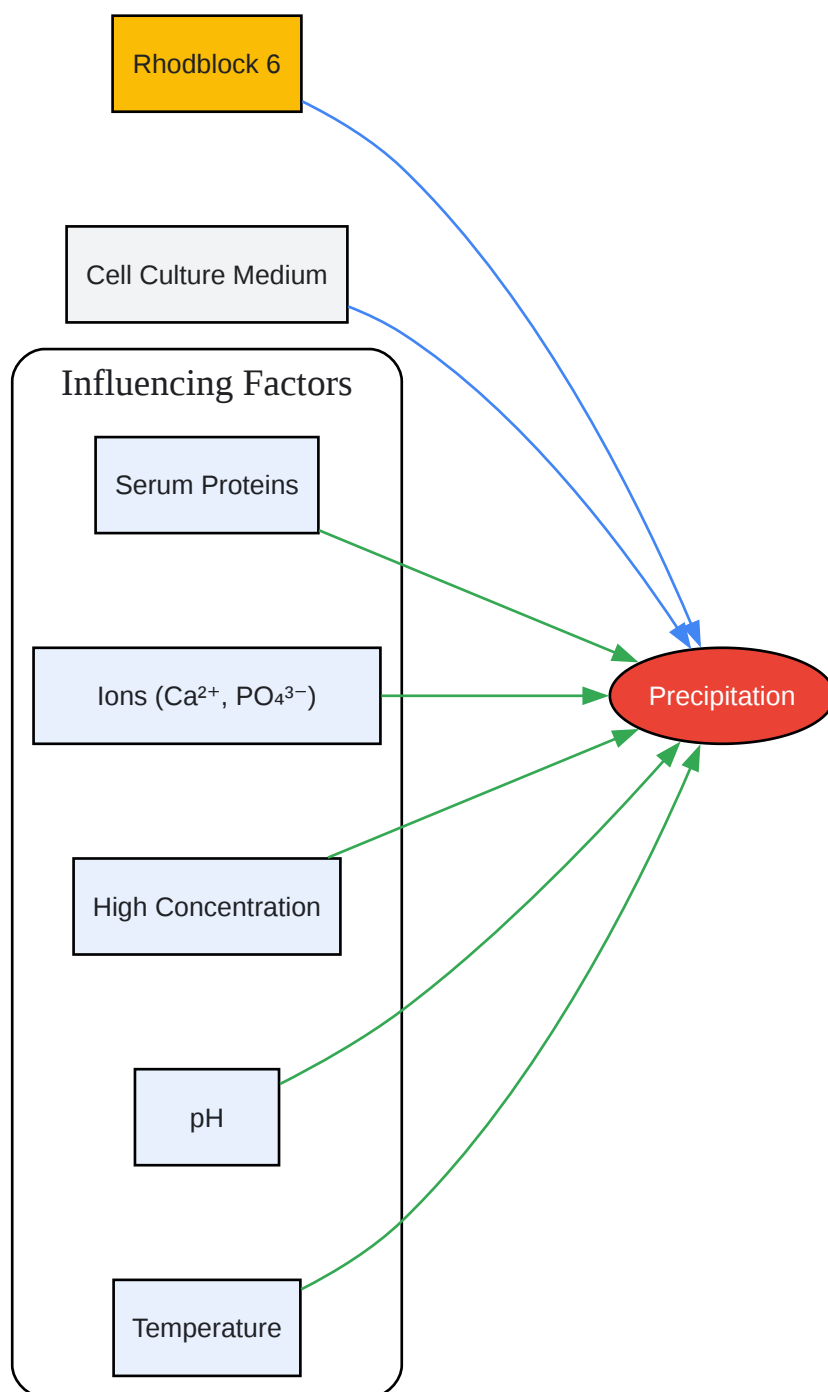 Rhodblock 6
Cell Culture Medium
Influencing Factors
Serum Proteins
Ions (Ca²⁺, PO₄³⁻)
Precipitation
High Concentration
pH
Temperature